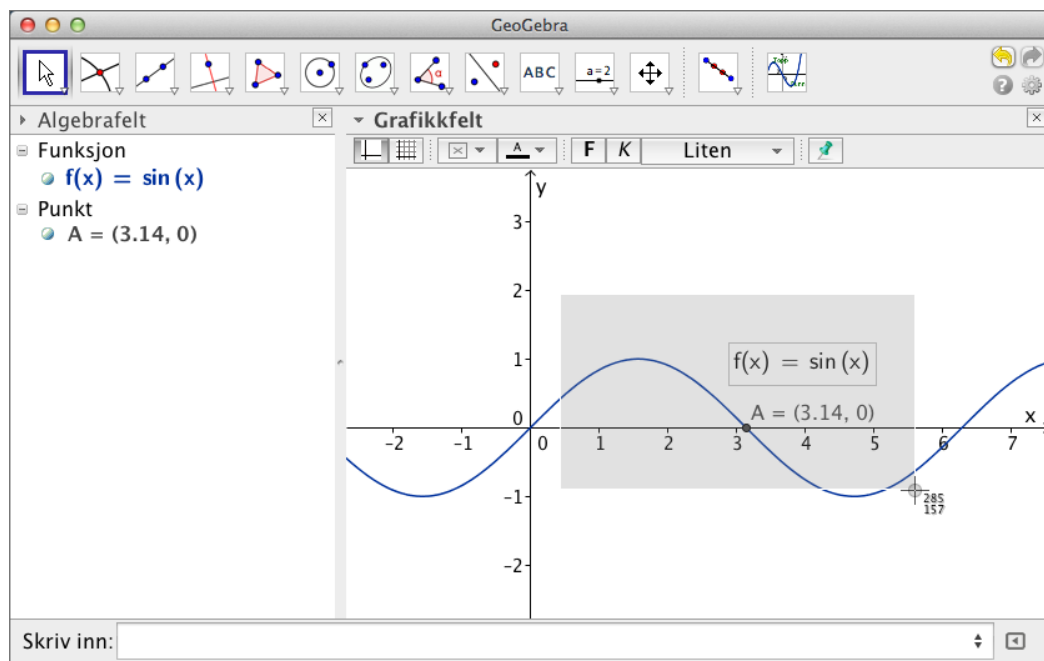 GeoGebra
α ABC a=2
Algebrafelt
Grafikkfelt
Funksjon
f(x) = sin (x)
Punkt
A = (3.14, 0)
A F K Liten
y
3
2
1
0
-1
-2
f(x) = sin (x)
A = (3.14, 0)
x
-2 -1 0 1 2 3 4 5 6 7
285
157
Skriv inn: